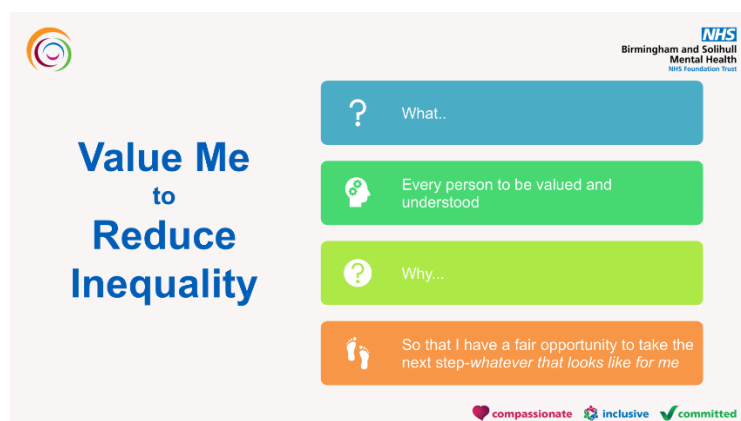 NHS
Birmingham and Solihull
Mental Health
NHS Foundation Trust
Value Me
to
Reduce
Inequality
?
What..
Every person to be valued and
understood
?
Why...
So that I have a fair opportunity to take the
next step-whatever that looks like for me
compassionate inclusive committed